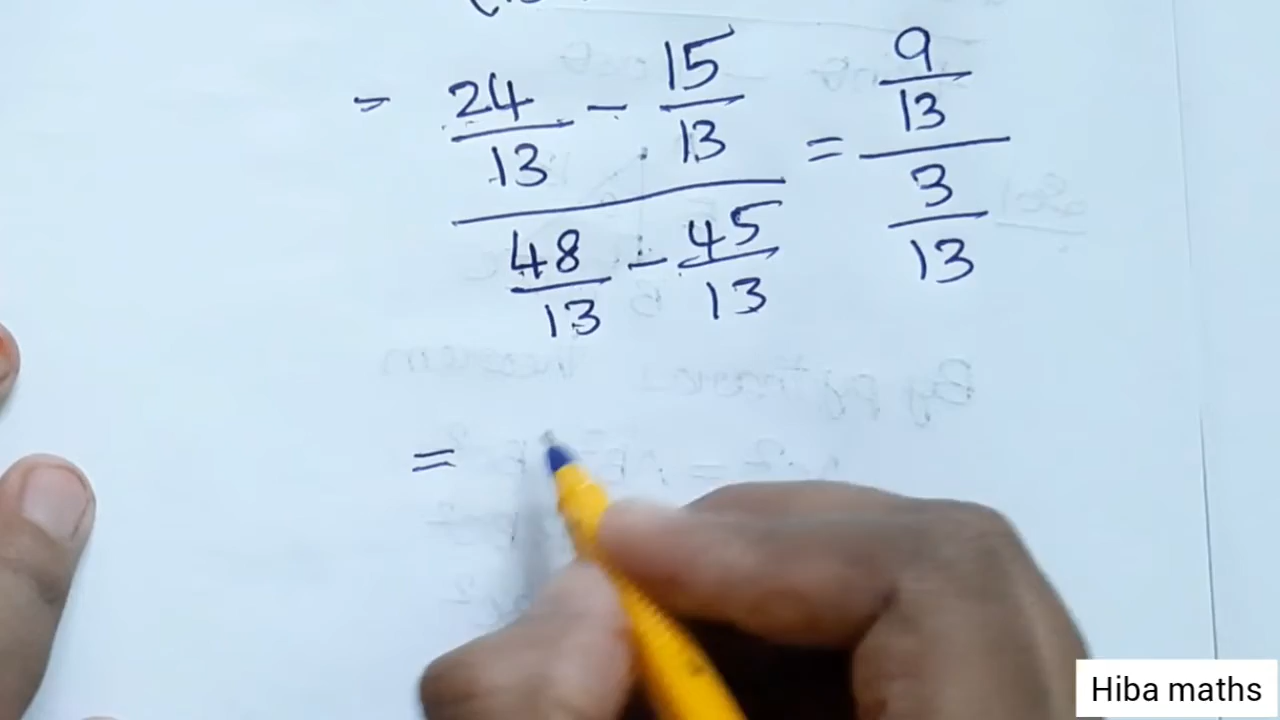 = 24/13 - 15/13 / 48/13 - 45/13 = 9/13 / 3/13
=
Hiba maths